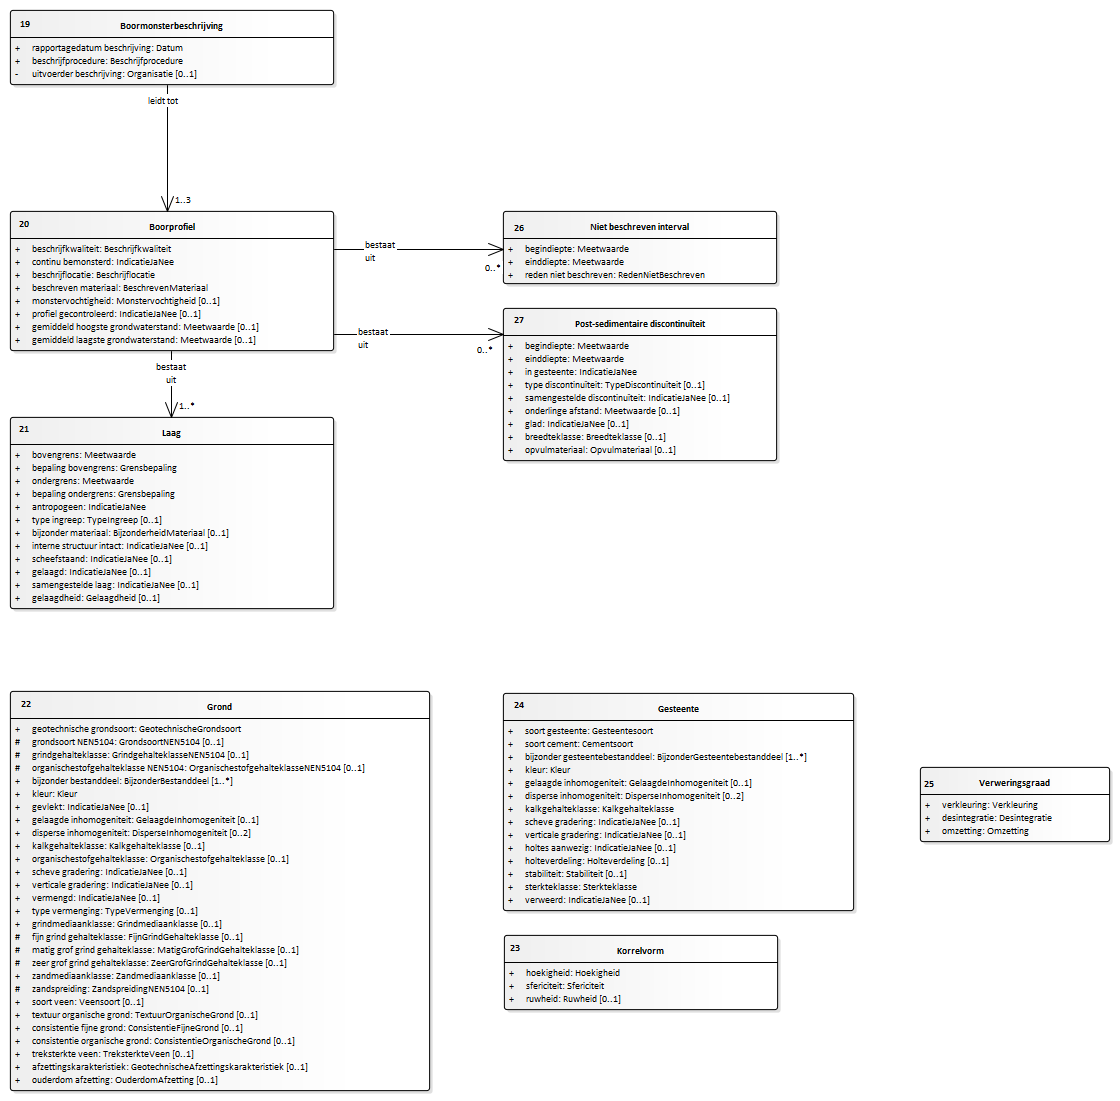 19 Boormonsterbeschrijving
+ rapportagedatum beschrijving: Datum
+ beschrijfprocedure: Beschrijfprocedure
- uitvoerder beschrijving: Organisatie [0..1]
leidt tot
1..3
20 Boorprofiel
+ beschrijfkwaliteit: Beschrijfkwaliteit
+ continu bemonsterd: IndicatieJaNee
+ beschrijflocatie: Beschrijflocatie
+ beschreven materiaal: BeschrevenMateriaal
+ monstervochtigheid: Monstervochtigheid [0..1]
+ profiel gecontroleerd: IndicatieJaNee [0..1]
+ gemiddeld hoogste grondwaterstand: Meetwaarde [0..1]
+ gemiddeld laagste grondwaterstand: Meetwaarde [0..1]
bestaat
uit
0..*
26 Niet beschreven interval
+ begindiepte: Meetwaarde
+ einddiepte: Meetwaarde
+ reden niet beschreven: RedenNietBeschreven
bestaat
uit
0..*
27 Post-sedimentaire discontinuïteit
+ begindiepte: Meetwaarde
+ einddiepte: Meetwaarde
+ in gesteente: IndicatieJaNee
+ type discontinuïteit: TypeDiscontinuïteit [0..1]
+ samengestelde discontinuïteit: IndicatieJaNee [0..1]
+ onderlinge afstand: Meetwaarde [0..1]
+ glad: IndicatieJaNee [0..1]
+ breedteklasse: Breedteklasse [0..1]
+ opvulmateriaal: Opvulmateriaal [0..1]
bestaat
uit
1..*
21 Laag
+ bovengrens: Meetwaarde
+ bepaling bovengrens: Grensbepaling
+ ondergrens: Meetwaarde
+ bepaling ondergrens: Grensbepaling
+ antropogeen: IndicatieJaNee
+ type ingreep: TypeIngreep [0..1]
+ bijzonder materiaal: BijzonderheidMateriaal [0..1]
+ interne structuur intact: IndicatieJaNee [0..1]
+ scheefstaand: IndicatieJaNee [0..1]
+ gelaagd: IndicatieJaNee [0..1]
+ samengestelde laag: IndicatieJaNee [0..1]
+ gelaagdheid: Gelaagdheid [0..1]
22 Grond
+ geotechnische grondsoort: GeotechnischeGrondsoort
# grondsoort NEN5104: GrondsoortNEN5104 [0..1]
# grindgehalteklasse: GrindgehalteklasseNEN5104 [0..1]
# organischestofgehalteklasse NEN5104: OrganischestofgehalteklasseNEN5104 [0..1]
+ bijzonder bestanddeel: BijzonderBestanddeel [1..*]
+ kleur: Kleur
+ gevlekt: IndicatieJaNee [0..1]
+ gelaagde inhomogeniteit: GelaagdeInhomogeniteit [0..1]
+ disperse inhomogeniteit: DisperseInhomogeniteit [0..2]
+ kalkgehalteklasse: Kalkgehalteklasse [0..1]
+ organischestofgehalteklasse: Organischestofgehalteklasse [0..1]
+ scheve gradering: IndicatieJaNee [0..1]
+ verticale gradering: IndicatieJaNee [0..1]
+ vermengd: IndicatieJaNee [0..1]
+ type vermenging: TypeVermenging [0..1]
+ grindmediaanklasse: Grindmediaanklasse [0..1]
# fijn grind gehalteklasse: FijnGrindGehalteklasse [0..1]
# matig grof grind gehalteklasse: MatigGrofGrindGehalteklasse [0..1]
# zeer grof grind gehalteklasse: ZeerGrofGrindGehalteklasse [0..1]
+ zandmediaanklasse: Zandmediaanklasse [0..1]
# zandspreiding: ZandspreidingNEN5104 [0..1]
+ soort veen: Veensoort [0..1]
+ textuur organische grond: TextuurOrganischeGrond [0..1]
+ consistentie fijne grond: ConsistentieFijneGrond [0..1]
+ consistentie organische grond: ConsistentieOrganischeGrond [0..1]
+ treksterkte veen: TreksterkteVeen [0..1]
+ afzettingskarakteristiek: GeotechnischeAfzettingskarakteristiek [0..1]
+ ouderdom afzetting: OuderdomAfzetting [0..1]
24 Gesteente
+ soort gesteente: Gesteentesoort
+ soort cement: Cementsoort
+ bijzonder gesteentebestanddeel: BijzonderGesteentebestanddeel [1..*]
+ kleur: Kleur
+ gelaagde inhomogeniteit: GelaagdeInhomogeniteit [0..1]
+ disperse inhomogeniteit: DisperseInhomogeniteit [0..2]
+ kalkgehalteklasse: Kalkgehalteklasse
+ scheve gradering: IndicatieJaNee [0..1]
+ verticale gradering: IndicatieJaNee [0..1]
+ holtes aanwezig: IndicatieJaNee [0..1]
+ holteverdeling: Holteverdeling [0..1]
+ stabiliteit: Stabiliteit [0..1]
+ sterkteklasse: Sterkteklasse
+ verweerd: IndicatieJaNee [0..1]
25 Verweringsgraad
+ verkleuring: Verkleuring
+ desintegratie: Desintegratie
+ omzetting: Omzetting
23 Korrelvorm
+ hoekigheid: Hoekigheid
+ sfericiteit: Sfericiteit
+ ruwheid: Ruwheid [0..1]